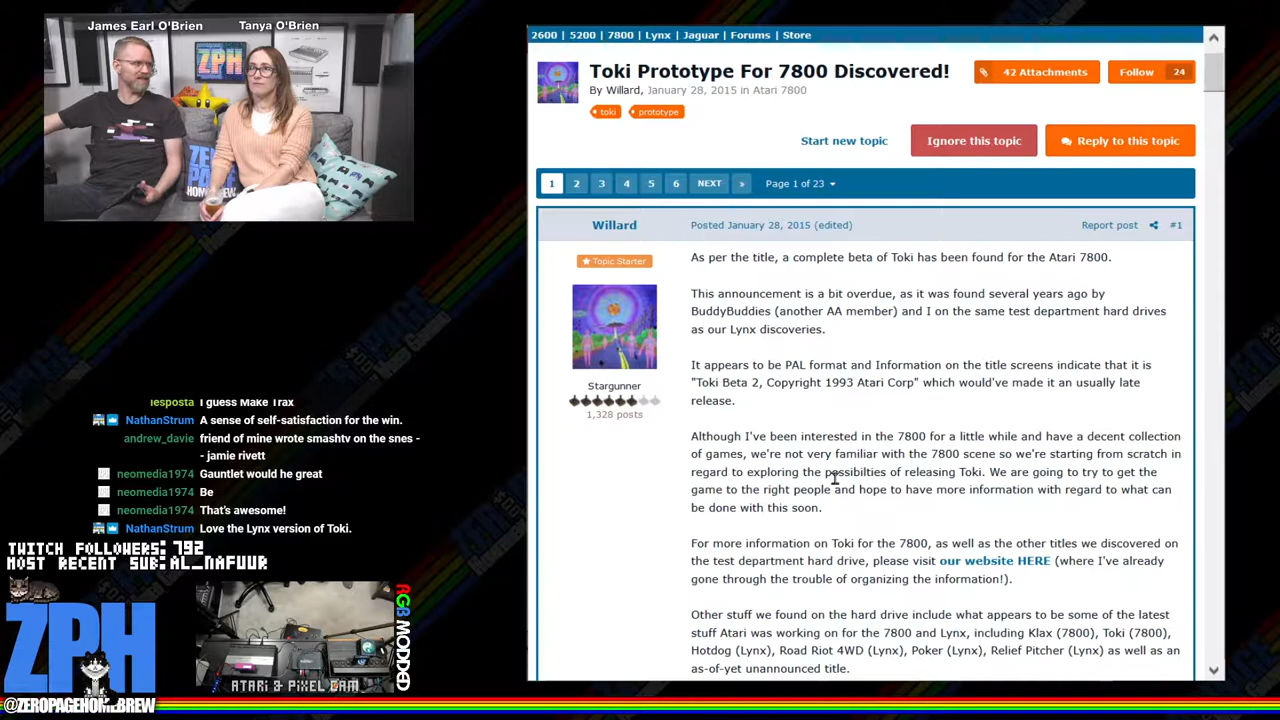 James Earl O'Brien
Tanya O'Brien
ZPH
ZERO
PAGE
HOMEBREW
2600 | 5200 | 7800 | Lynx | Jaguar | Forums | Store
Toki Prototype For 7800 Discovered!
By Willard, January 28, 2015 in Atari 7800
42 Attachments
Follow 24
toki prototype
Start new topic
Ignore this topic
Reply to this topic
1 2 3 4 5 6 NEXT » Page 1 of 23
Willard
Posted January 28, 2015 (edited)
Report post #1
Topic Starter
Stargunner
1,328 posts
As per the title, a complete beta of Toki has been found for the Atari 7800.
This announcement is a bit overdue, as it was found several years ago by
BuddyBuddies (another AA member) and I on the same test department hard drives
as our Lynx discoveries.
It appears to be PAL format and Information on the title screens indicate that it is
"Toki Beta 2, Copyright 1993 Atari Corp" which would've made it an usually late
release.
Although I've been interested in the 7800 for a little while and have a decent collection
of games, we're not very familiar with the 7800 scene so we're starting from scratch in
regard to exploring the possibilties of releasing Toki. We are going to try to get the
game to the right people and hope to have more information with regard to what can
be done with this soon.
For more information on Toki for the 7800, as well as the other titles we discovered on
the test department hard drive, please visit our website HERE (where I've already
gone through the trouble of organizing the information!).
Other stuff we found on the hard drive include what appears to be some of the latest
stuff Atari was working on for the 7800 and Lynx, including Klax (7800), Toki (7800),
Hotdog (Lynx), Road Riot 4WD (Lynx), Poker (Lynx), Relief Pitcher (Lynx) as well as an
as-of-yet unannounced title.
iesposta I guess Make Trax
NathanStrum A sense of self-satisfaction for the win.
andrew_davie friend of mine wrote smashtv on the snes -
- jamie rivett
neomedia1974 Gauntlet would he great
neomedia1974 Be
neomedia1974 That's awesome!
NathanStrum Love the Lynx version of Toki.
TWITCH FOLLOWERS: 792
MOST RECENT SUB: AL_NAFUUR
ZPH
@ZEROPAGEHOMEBREW
ATARI & PIXEL CAM
RGB MODDED